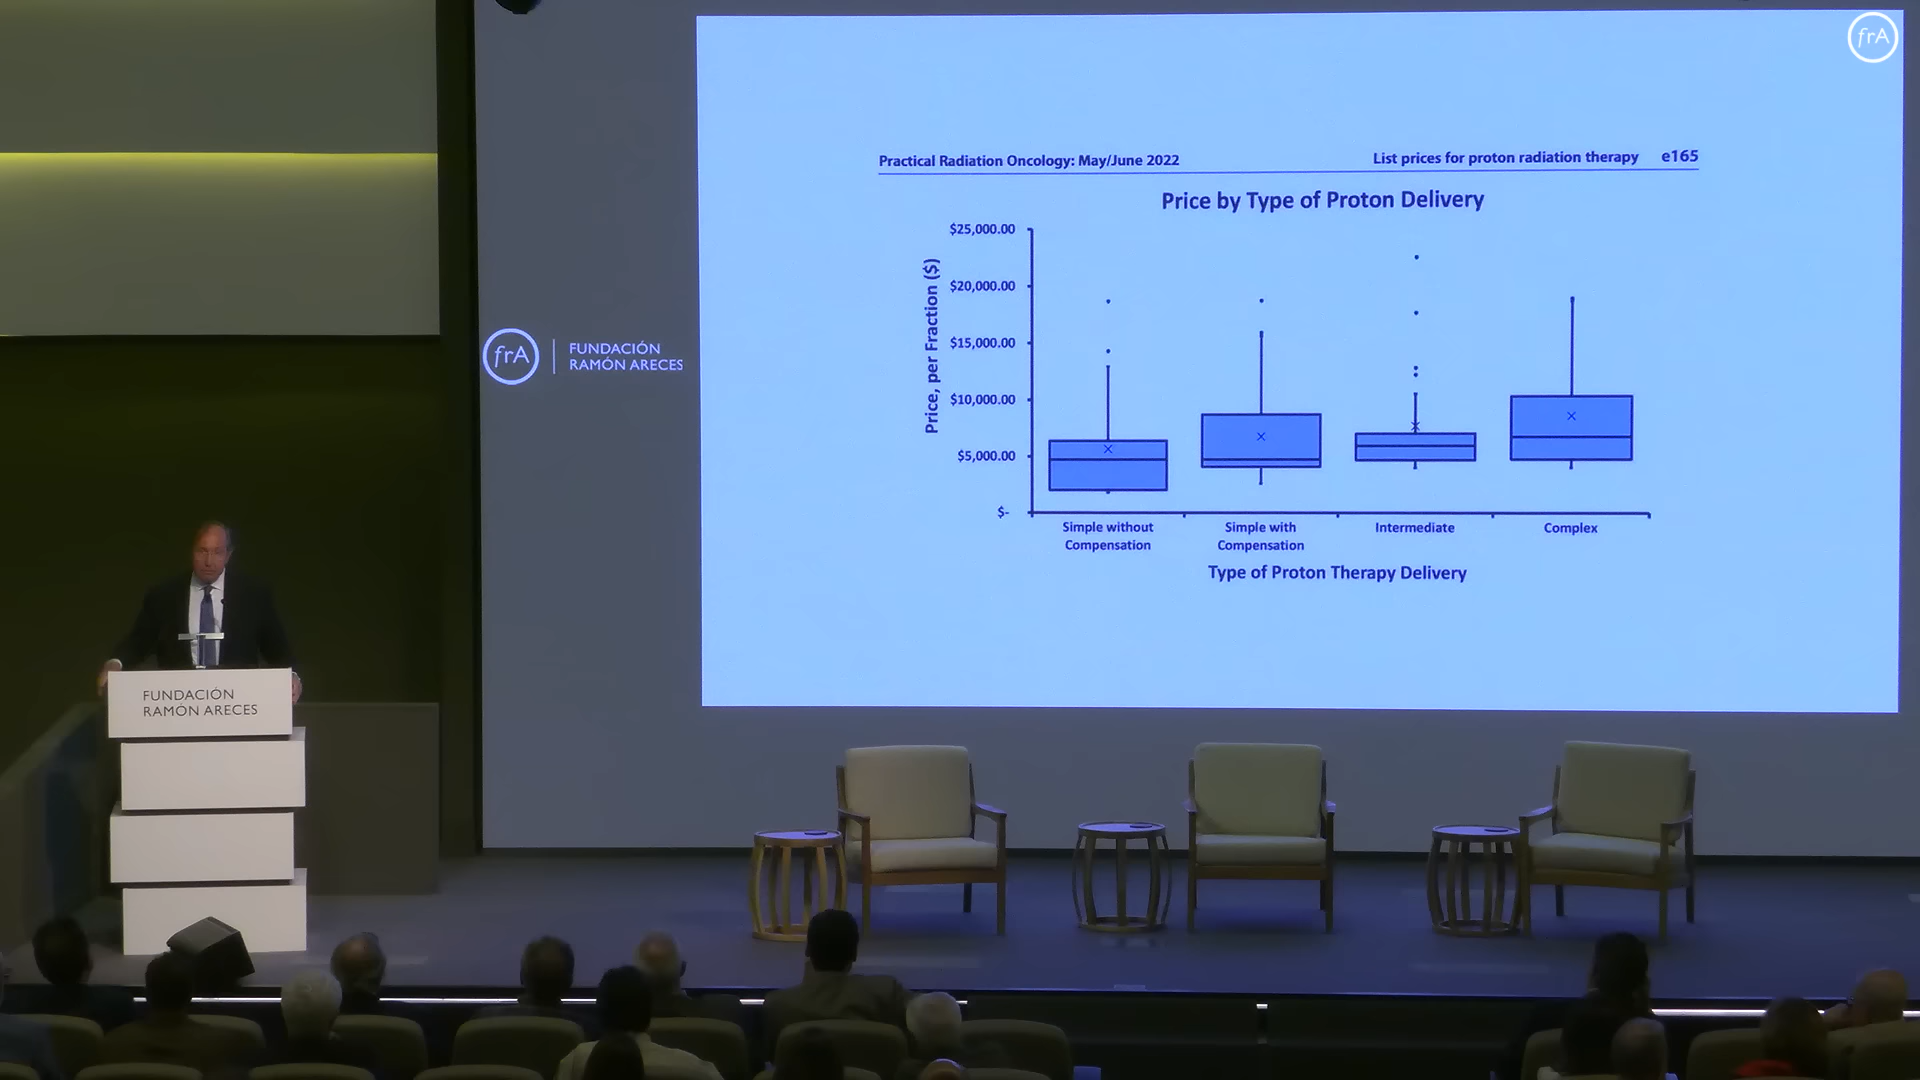 frA
Practical Radiation Oncology: May/June 2022
List prices for proton radiation therapy e165
Price by Type of Proton Delivery
Price, per Fraction ($)
$25,000.00
$20,000.00
$15,000.00
$10,000.00
$5,000.00
$-
Simple without
Compensation
Simple with
Compensation
Intermediate
Complex
Type of Proton Therapy Delivery
frA
FUNDACIÓN
RAMÓN ARECES
FUNDACIÓN
RAMÓN ARECES